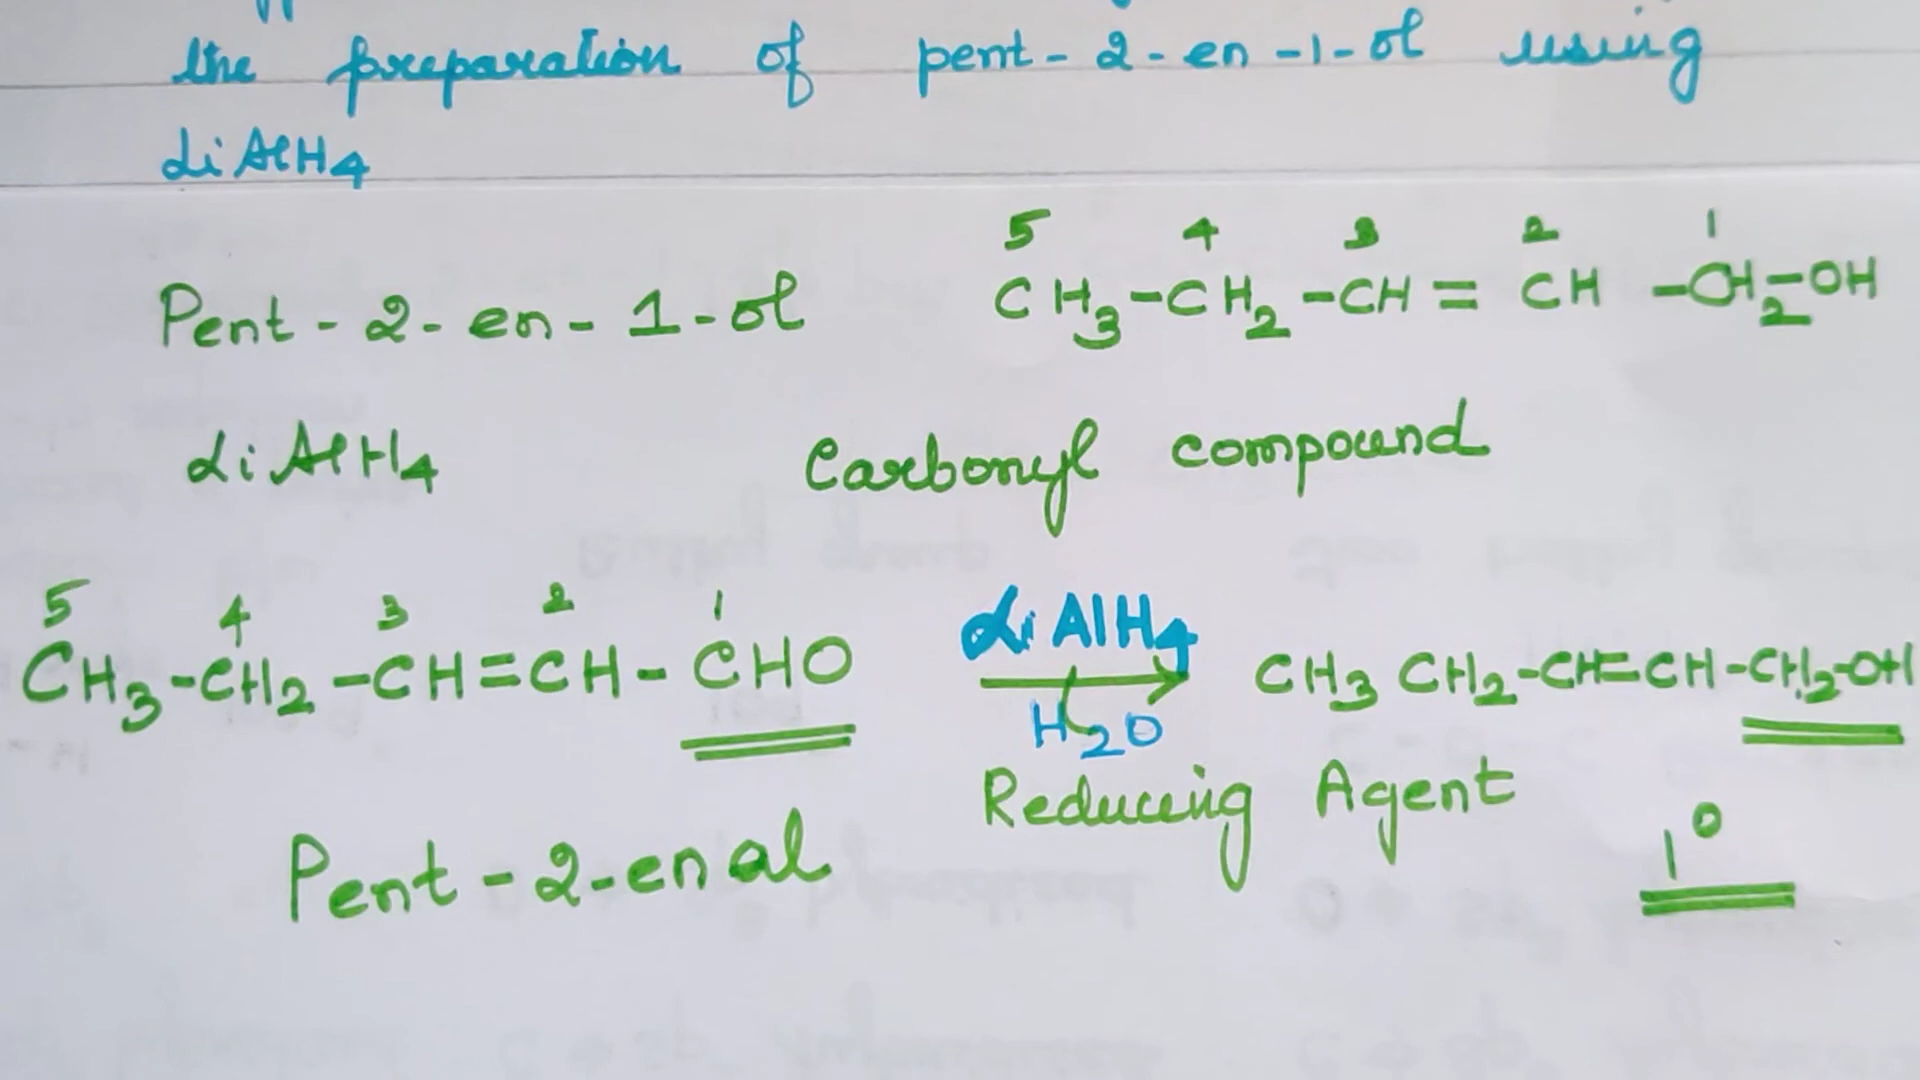 the preparation of pent-2-en-1-ol using
LiAlH4
5 4 3 2 1
Pent-2-en-1-ol CH3-CH2-CH=CH-CH2-OH
LiAlH4 Carbonyl compound
5 4 3 2 1 LiAlH4
CH3-CH2-CH=CH-CHO CH3 CH2-CH=CH-CH2-OH
H2O
Reducing Agent
Pent-2-enal 1°